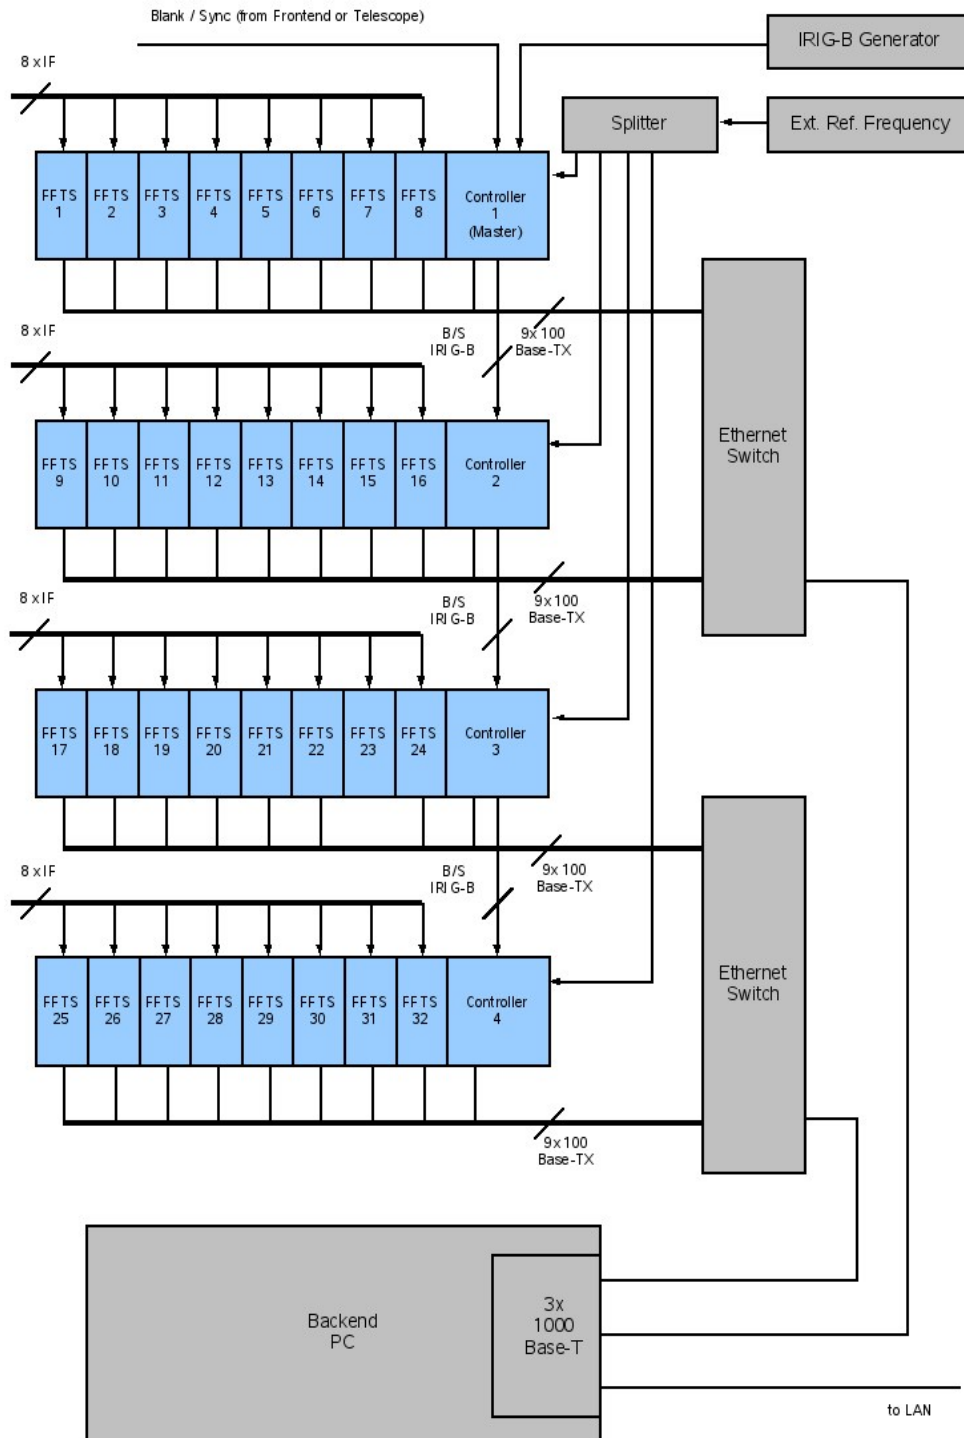 Blank / Sync (from Frontend or Telescope)
IRIG-B Generator
8 x IF
Splitter
Ext. Ref. Frequency
FFTS
1
FFTS
2
FFTS
3
FFTS
4
FFTS
5
FFTS
6
FFTS
7
FFTS
8
Controller
1
(Master)
8 x IF
B/S
IRIG-B
9x 100
Base-TX
FFTS
9
FFTS
10
FFTS
11
FFTS
12
FFTS
13
FFTS
14
FFTS
15
FFTS
16
Controller
2
Ethernet
Switch
8 x IF
B/S
IRIG-B
9x 100
Base-TX
FFTS
17
FFTS
18
FFTS
19
FFTS
20
FFTS
21
FFTS
22
FFTS
23
FFTS
24
Controller
3
8 x IF
B/S
IRIG-B
9x 100
Base-TX
FFTS
25
FFTS
26
FFTS
27
FFTS
28
FFTS
29
FFTS
30
FFTS
31
FFTS
32
Controller
4
Ethernet
Switch
9x 100
Base-TX
Backend
PC
3x
1000
Base-T
to LAN